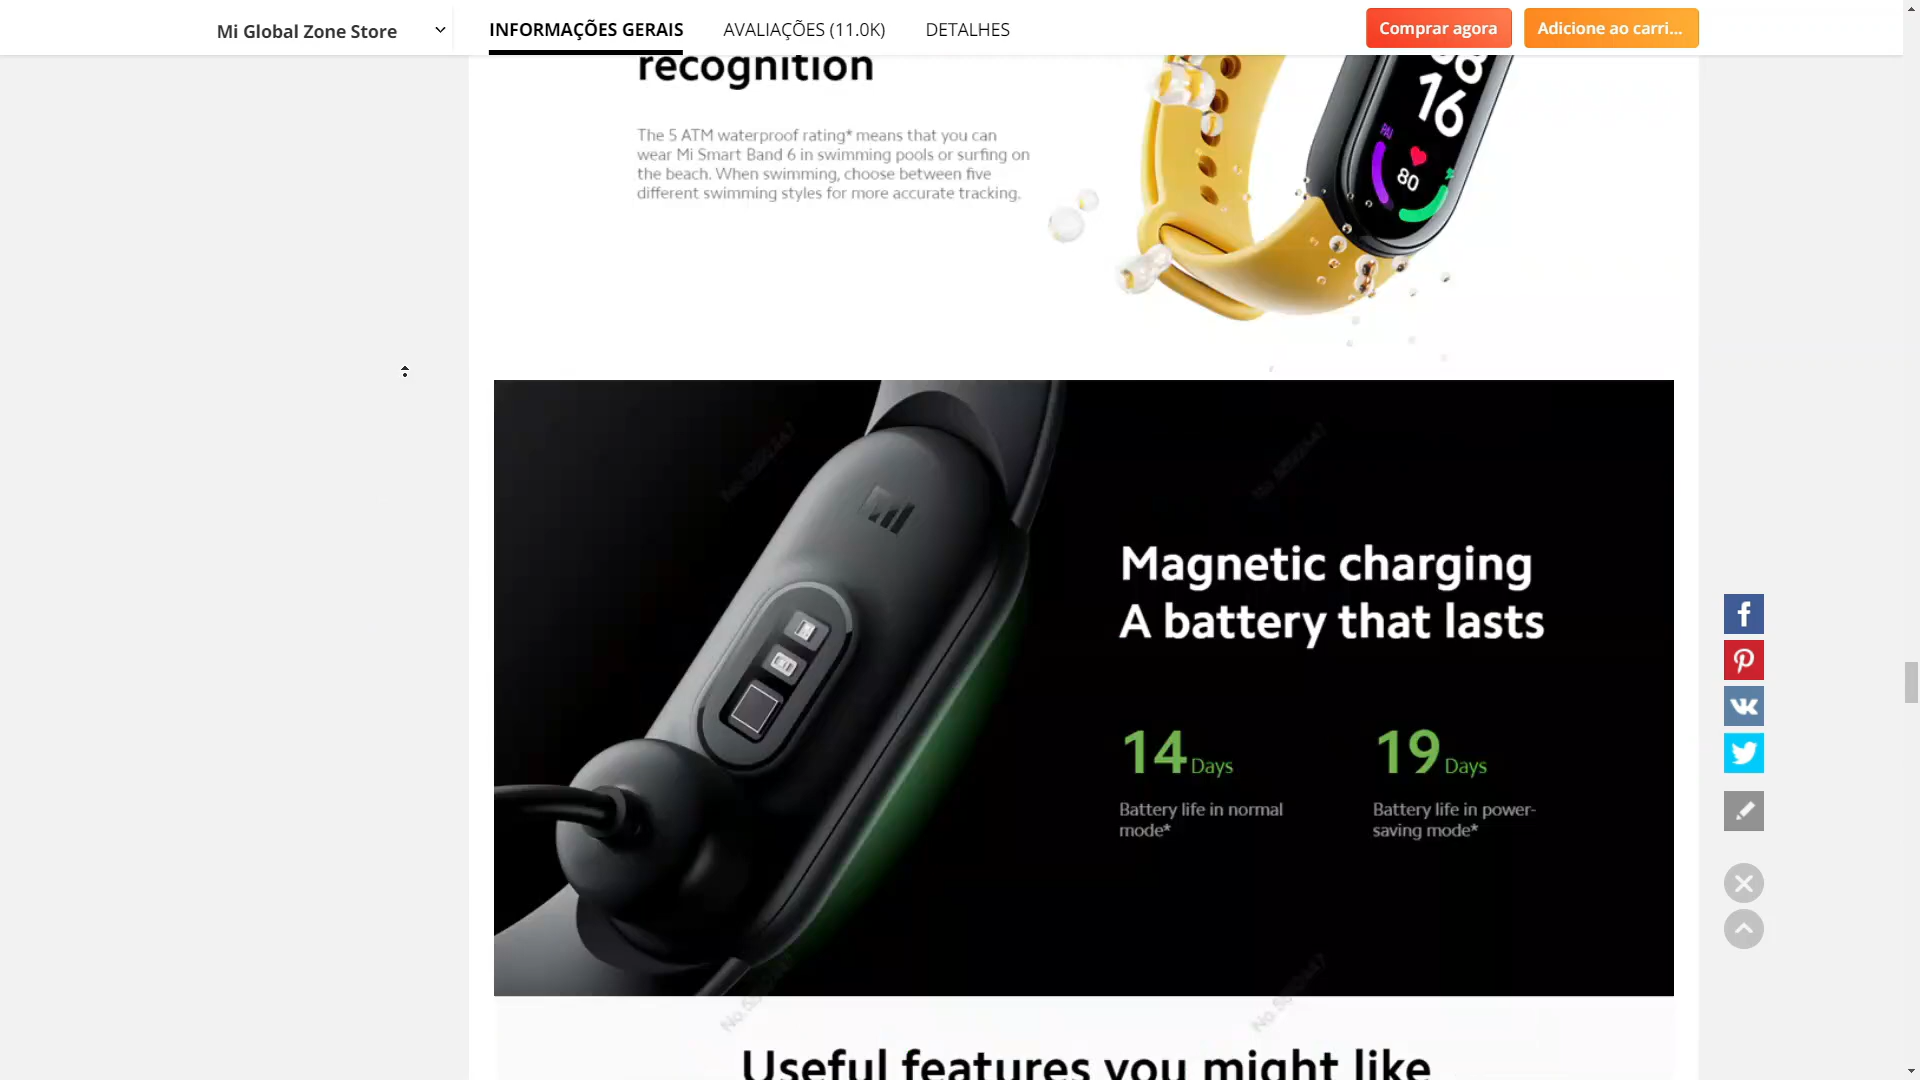 Mi Global Zone Store
INFORMAÇÕES GERAIS
AVALIAÇÕES (11.0K)
DETALHES
Comprar agora
Adicione ao carri...
recognition
The 5 ATM waterproof rating* means that you can
wear Mi Smart Band 6 in swimming pools or surfing on
the beach. When swimming, choose between five
different swimming styles for more accurate tracking.
08
16
PAI
80
Magnetic charging
A battery that lasts
14 Days
Battery life in normal
mode*
19 Days
Battery life in power-
saving mode*
Useful features you might like